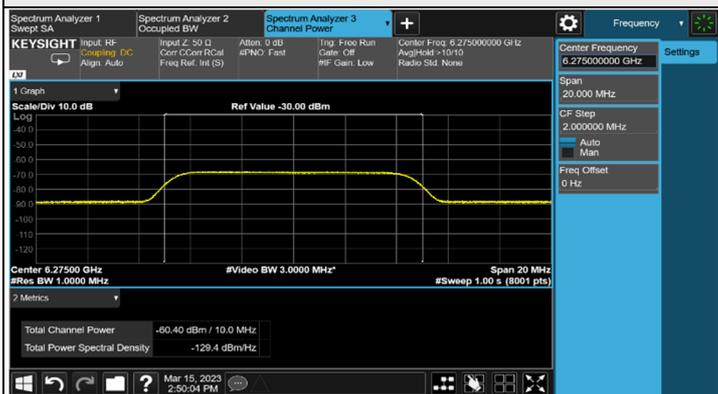 Spectrum Analyzer 1
Swept SA
Spectrum Analyzer 2
Occupied BW
Spectrum Analyzer 3
Channel Power
Frequency
KEYSIGHT
Input: RF
Coupling: DC
Align: Auto
Input Z: 50 Ω
Corr CCorr RCal
Freq Ref: Int (S)
Atten: 0 dB
#PNO: Fast
Trig: Free Run
Gate: Off
#IF Gain: Low
Center Freq: 6.275000000 GHz
Avg|Hold:>10/10
Radio Std: None
LXI
Center Frequency
6.275000000 GHz
Settings
Span
20.000 MHz
CF Step
2.000000 MHz
Auto
Man
Freq Offset
0 Hz
1 Graph
Scale/Div 10.0 dB
Ref Value -30.00 dBm
Log
-40.0
-50.0
-60.0
-70.0
-80.0
-90.0
-100
-110
-120
Center 6.27500 GHz
#Video BW 3.0000 MHz*
Span 20 MHz
#Res BW 1.0000 MHz
#Sweep 1.00 s (8001 pts)
2 Metrics
Total Channel Power -60.40 dBm / 10.0 MHz
Total Power Spectral Density -129.4 dBm/Hz
Mar 15, 2023
2:50:04 PM